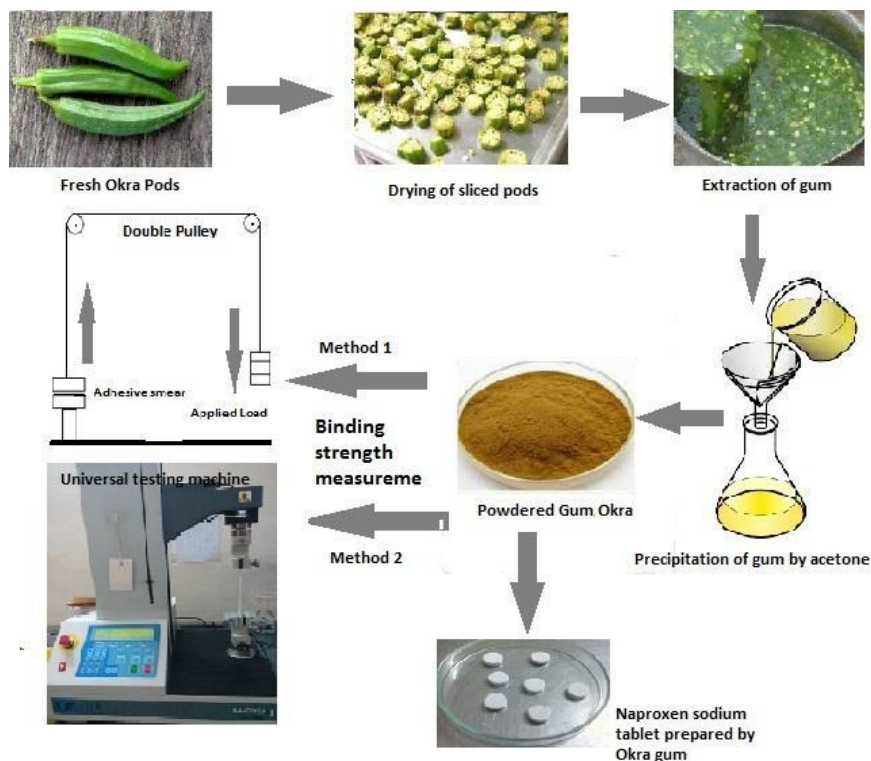 Fresh Okra Pods
Drying of sliced pods
Extraction of gum
Double Pulley
Method 1
Adhesive smear
Applied Load
Binding
strength
measureme
Universal testing machine
Powdered Gum Okra
Precipitation of gum by acetone
Method 2
Naproxen sodium
tablet prepared by
Okra gum